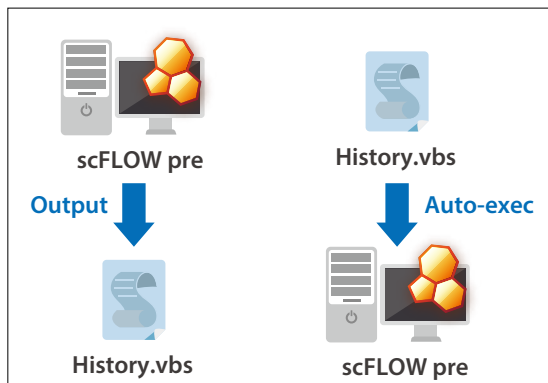 scFLOW pre
Output
History.vbs
History.vbs
Auto-exec
scFLOW pre